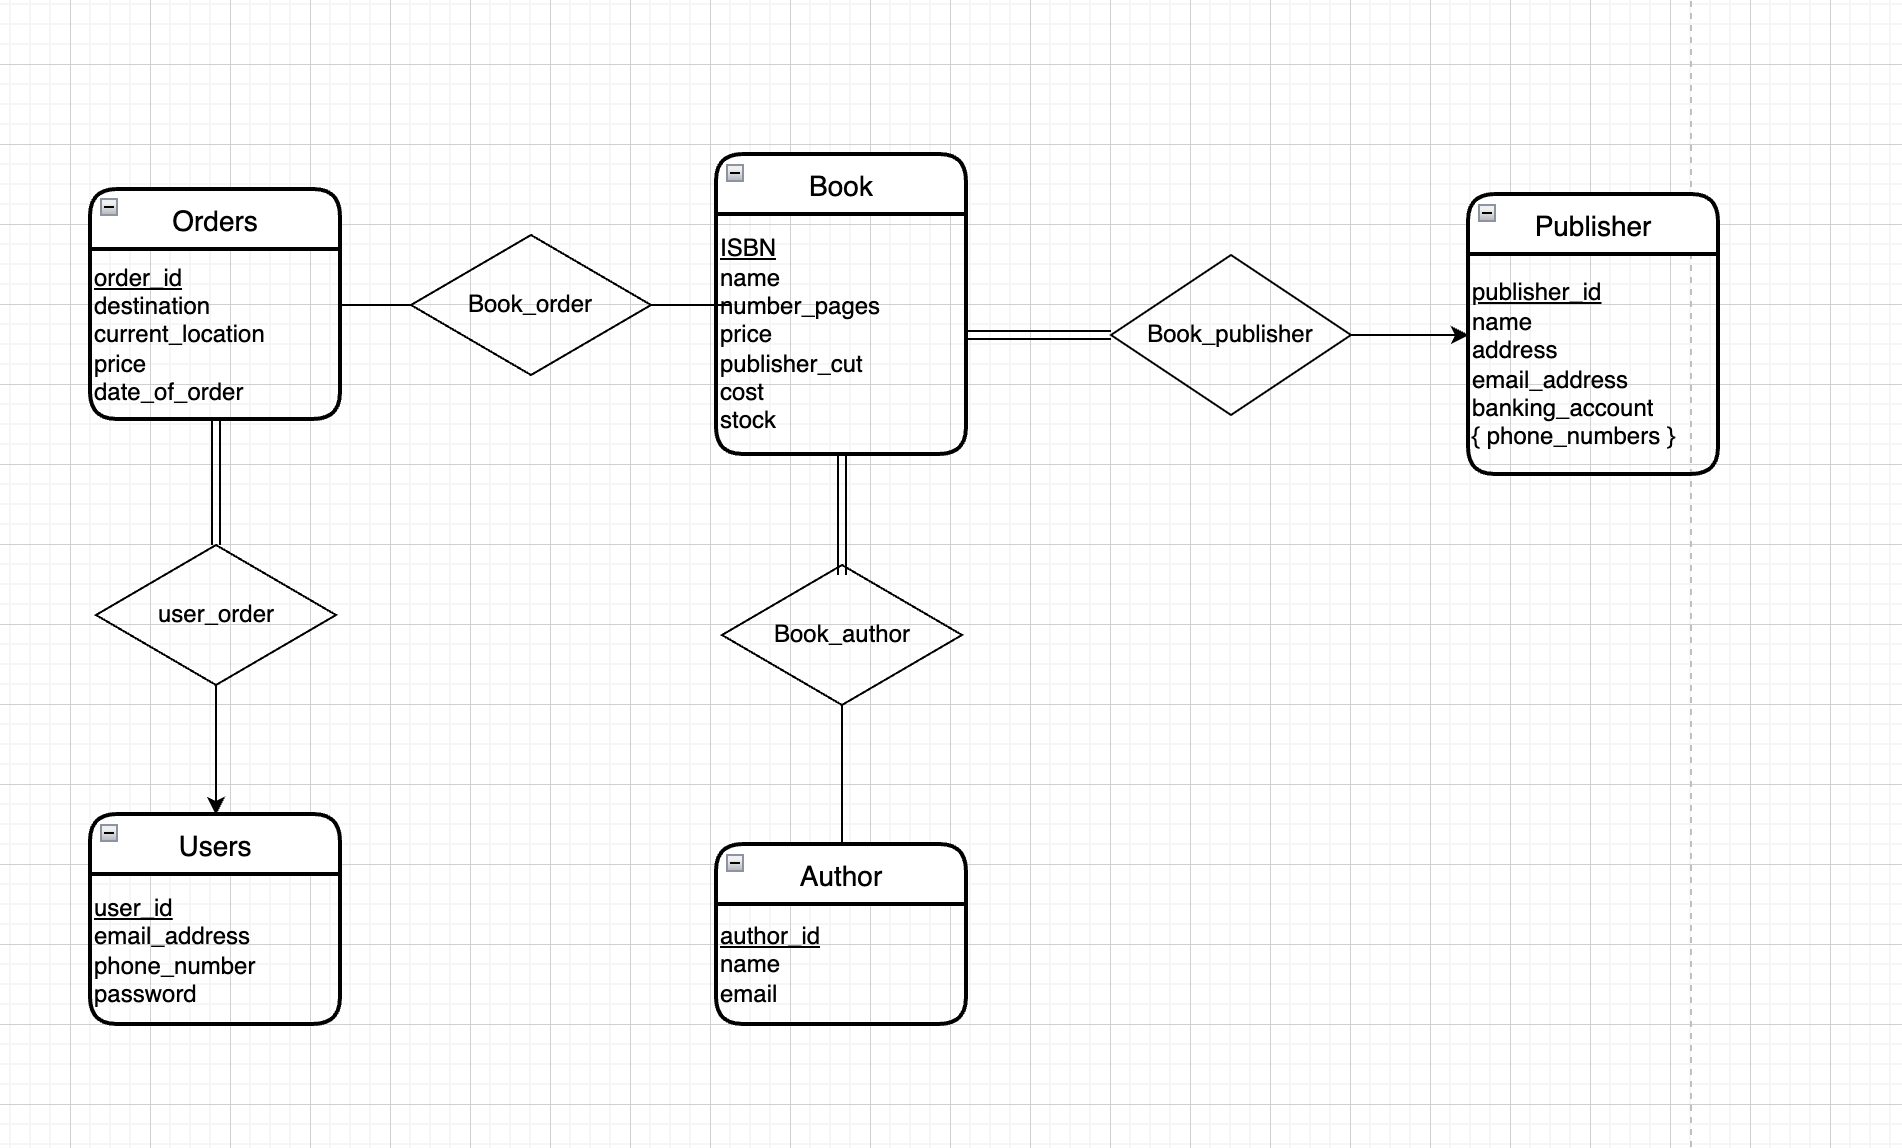 Orders
order_id
destination
current_location
price
date_of_order
Book_order
Book
ISBN
name
number_pages
price
publisher_cut
cost
stock
Book_publisher
Publisher
publisher_id
name
address
email_address
banking_account
{ phone_numbers }
user_order
Book_author
Users
user_id
email_address
phone_number
password
Author
author_id
name
email